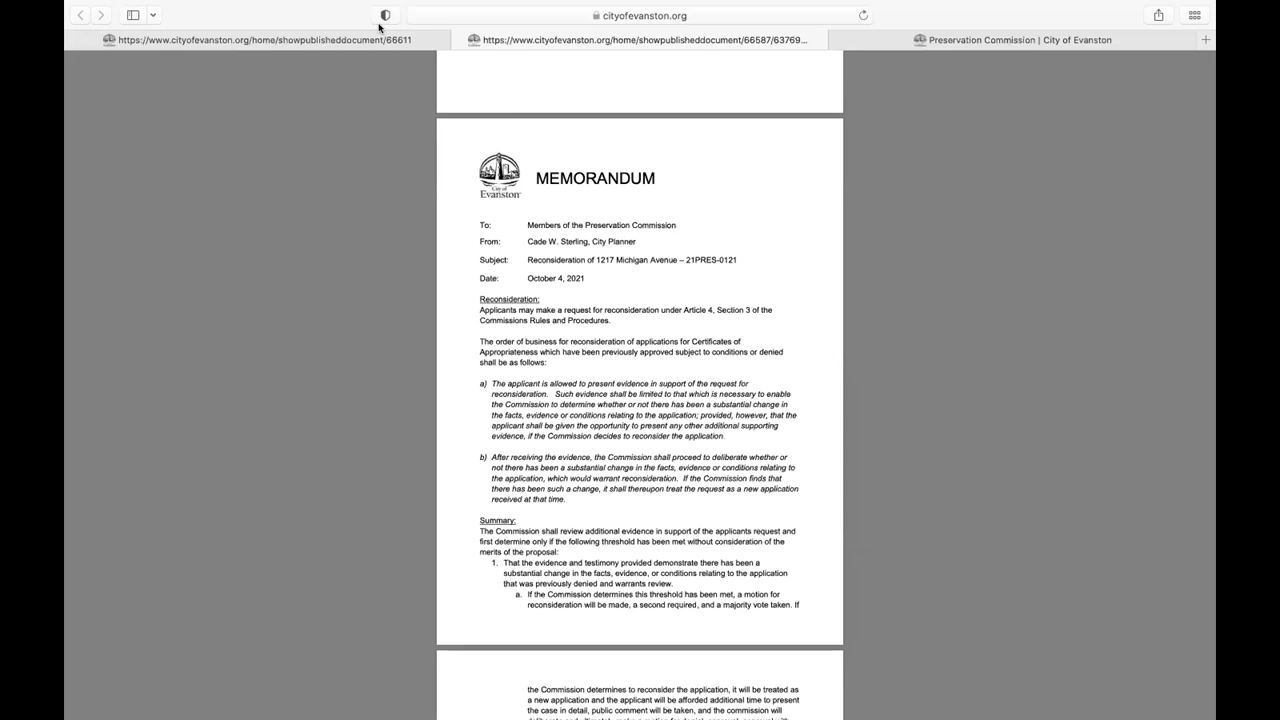 cityofevanston.org
https://www.cityofevanston.org/home/showpublisheddocument/66611
https://www.cityofevanston.org/home/showpublisheddocument/66587/63769...
Preservation Commission | City of Evanston
City of
Evanston
MEMORANDUM
To: Members of the Preservation Commission
From: Cade W. Sterling, City Planner
Subject: Reconsideration of 1217 Michigan Avenue – 21PRES-0121
Date: October 4, 2021
Reconsideration:
Applicants may make a request for reconsideration under Article 4, Section 3 of the
Commissions Rules and Procedures.
The order of business for reconsideration of applications for Certificates of
Appropriateness which have been previously approved subject to conditions or denied
shall be as follows:
a) The applicant is allowed to present evidence in support of the request for
reconsideration. Such evidence shall be limited to that which is necessary to enable
the Commission to determine whether or not there has been a substantial change in
the facts, evidence or conditions relating to the application; provided, however, that the
applicant shall be given the opportunity to present any other additional supporting
evidence, if the Commission decides to reconsider the application.
b) After receiving the evidence, the Commission shall proceed to deliberate whether or
not there has been a substantial change in the facts, evidence or conditions relating to
the application, which would warrant reconsideration. If the Commission finds that
there has been such a change, it shall thereupon treat the request as a new application
received at that time.
Summary:
The Commission shall review additional evidence in support of the applicants request and
first determine only if the following threshold has been met without consideration of the
merits of the proposal:
1. That the evidence and testimony provided demonstrate there has been a
substantial change in the facts, evidence, or conditions relating to the application
that was previously denied and warrants review.
a. If the Commission determines this threshold has been met, a motion for
reconsideration will be made, a second required, and a majority vote taken. If
the Commission determines to reconsider the application, it will be treated as
a new application and the applicant will be afforded additional time to present
the case in detail, public comment will be taken, and the commission will